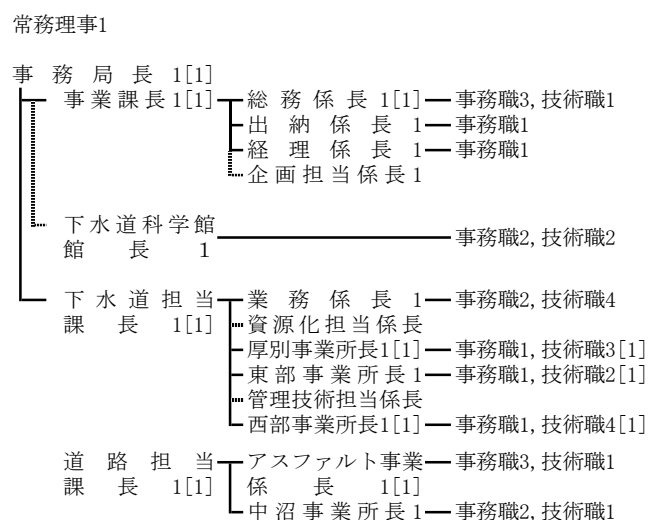 常務理事1
事務局長 1[1]
事業課長1[1] 総務係長 1[1] 事務職3,技術職1
出納係長 1 事務職1
経理係長 1 事務職1
企画担当係長1
下水道科学館
館長 1 事務職2,技術職2
下水道担当 業務係長 1 事務職2,技術職4
課長 1[1] 資源化担当係長
厚別事業所長1[1] 事務職1,技術職3[1]
東部事業所長1 事務職1,技術職2[1]
管理技術担当係長
西部事業所長1[1] 事務職1,技術職4[1]
道路担当 アスファルト事業 事務職3,技術職1
課長 1[1] 係長 1[1]
中沼事業所長1 事務職2,技術職1